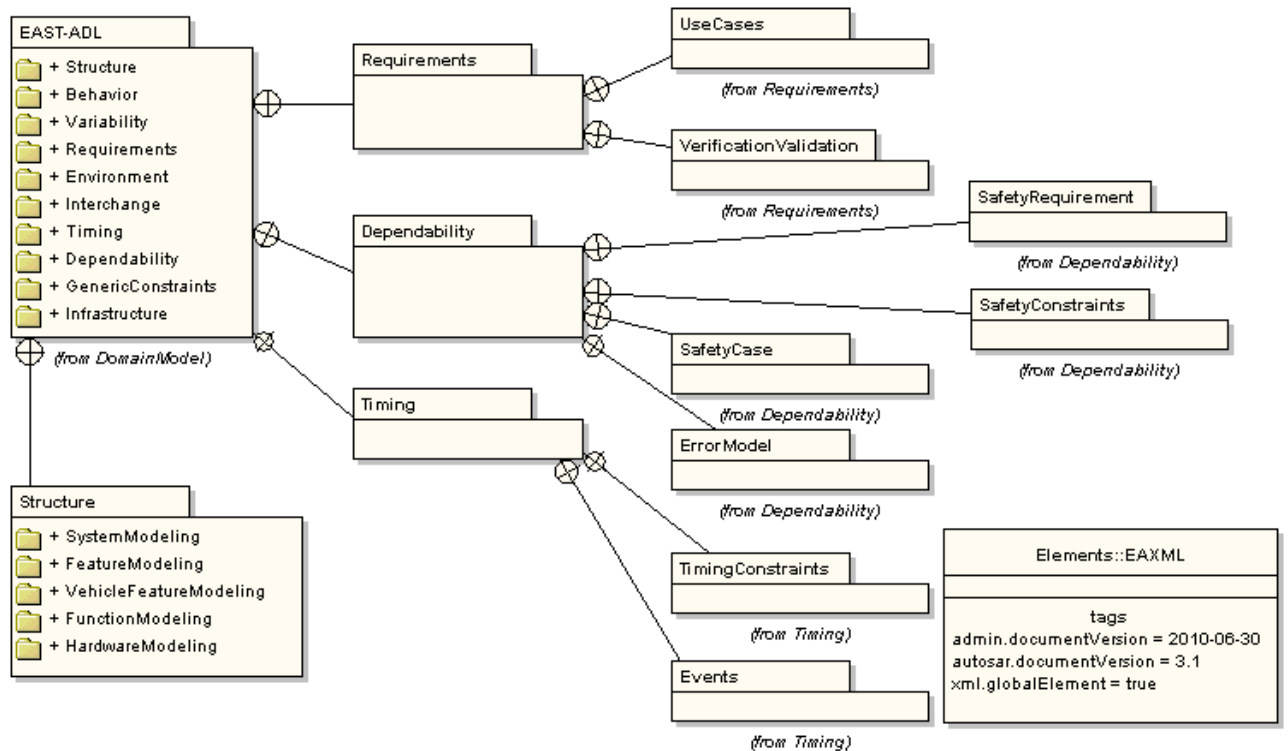 EAST-ADL
+ Structure
+ Behavior
+ Variability
+ Requirements
+ Environment
+ Interchange
+ Timing
+ Dependability
+ GenericConstraints
+ Infrastructure
(from DomainModel)
Structure
+ SystemModeling
+ FeatureModeling
+ VehicleFeatureModeling
+ FunctionModeling
+ HardwareModeling
Requirements
Dependability
Timing
UseCases
(from Requirements)
VerificationValidation
(from Requirements)
SafetyRequirement
(from Dependability)
SafetyConstraints
(from Dependability)
SafetyCase
(from Dependability)
ErrorModel
(from Dependability)
TimingConstraints
(from Timing)
Events
(from Timing)
Elements::EAXML
tags
admin.documentVersion = 2010-06-30
autosar.documentVersion = 3.1
xml.globalElement = true